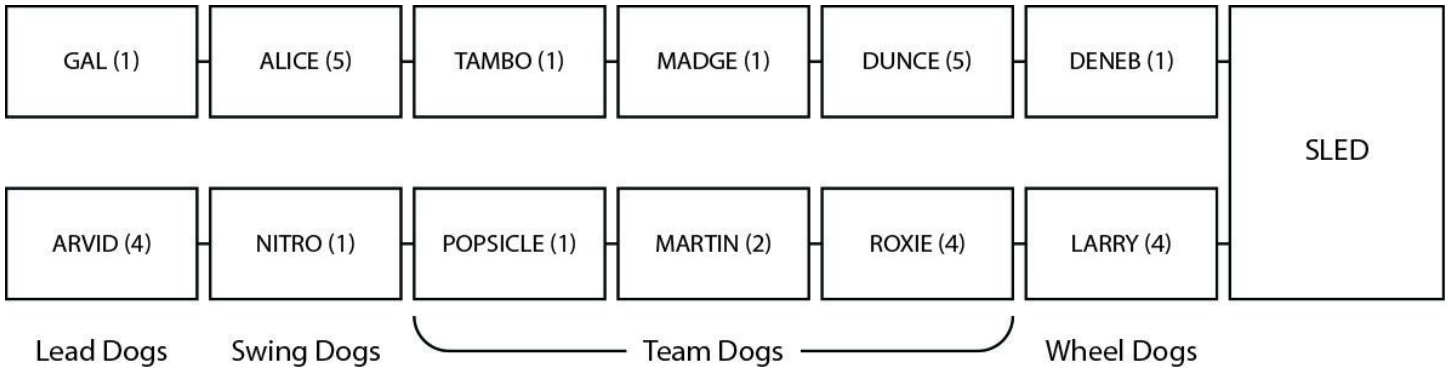 GAL (1) ALICE (5) TAMBO (1) MADGE (1) DUNCE (5) DENEB (1)
SLED
ARVID (4) NITRO (1) POPSICLE (1) MARTIN (2) ROXIE (4) LARRY (4)
Lead Dogs Swing Dogs Team Dogs Wheel Dogs